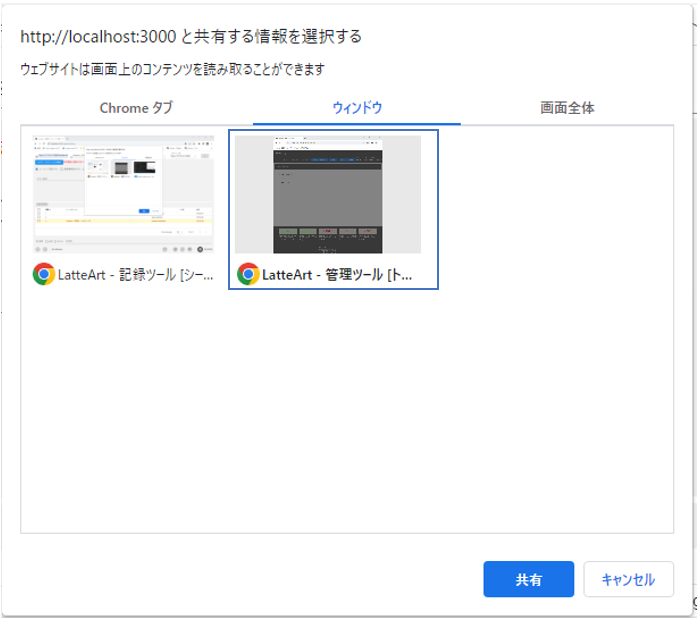 http://localhost:3000 と共有する情報を選択する
ウェブサイトは画面上のコンテンツを読み取ることができます
Chrome タブ
ウィンドウ
画面全体
LatteArt - 記録ツール [シー...
LatteArt - 管理ツール [ト...
共有
キャンセル